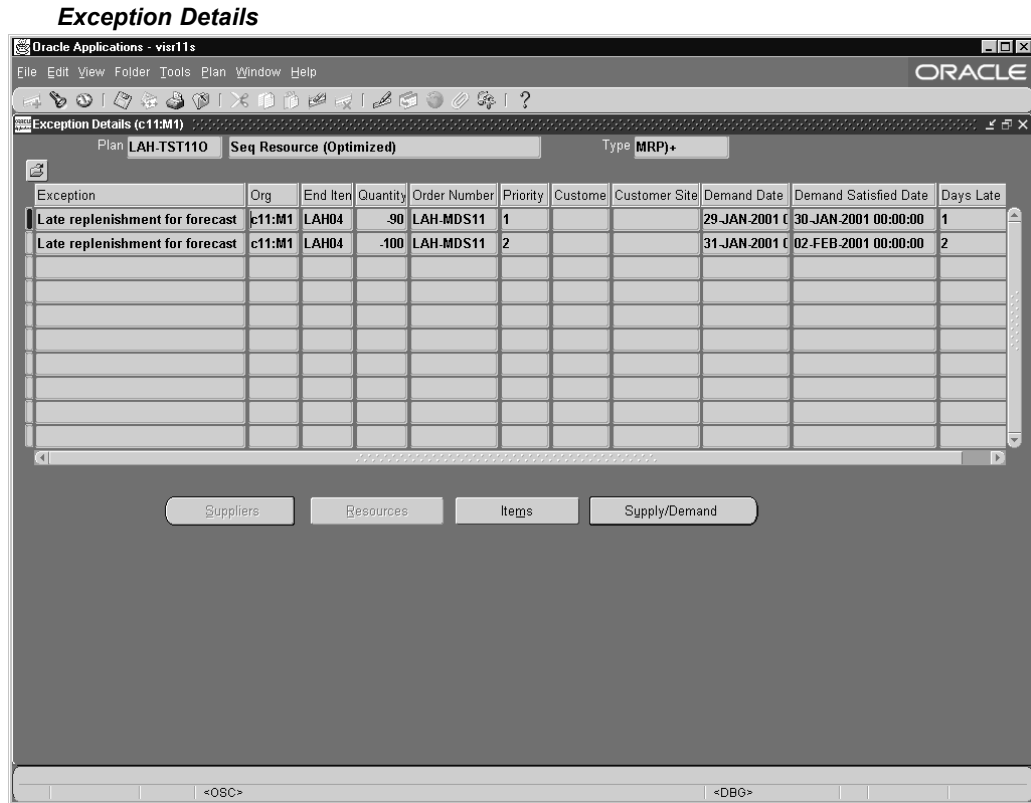 Exception Details
Oracle Applications - visr11s
File Edit View Folder Tools Plan Window Help
ORACLE
Exception Details (c11:M1)
Plan LAH-TST110 Seq Resource (Optimized) Type MRP)+
Exception Org End Iten Quantity Order Number Priority Custome Customer Site Demand Date Demand Satisfied Date Days Late
Late replenishment for forecast c11:M1 LAH04 -90 LAH-MDS11 1 29-JAN-2001 0 30-JAN-2001 00:00:00 1
Late replenishment for forecast c11:M1 LAH04 -100 LAH-MDS11 2 31-JAN-2001 0 02-FEB-2001 00:00:00 2
Suppliers Resources Items Supply/Demand
<OSC> <DBG>